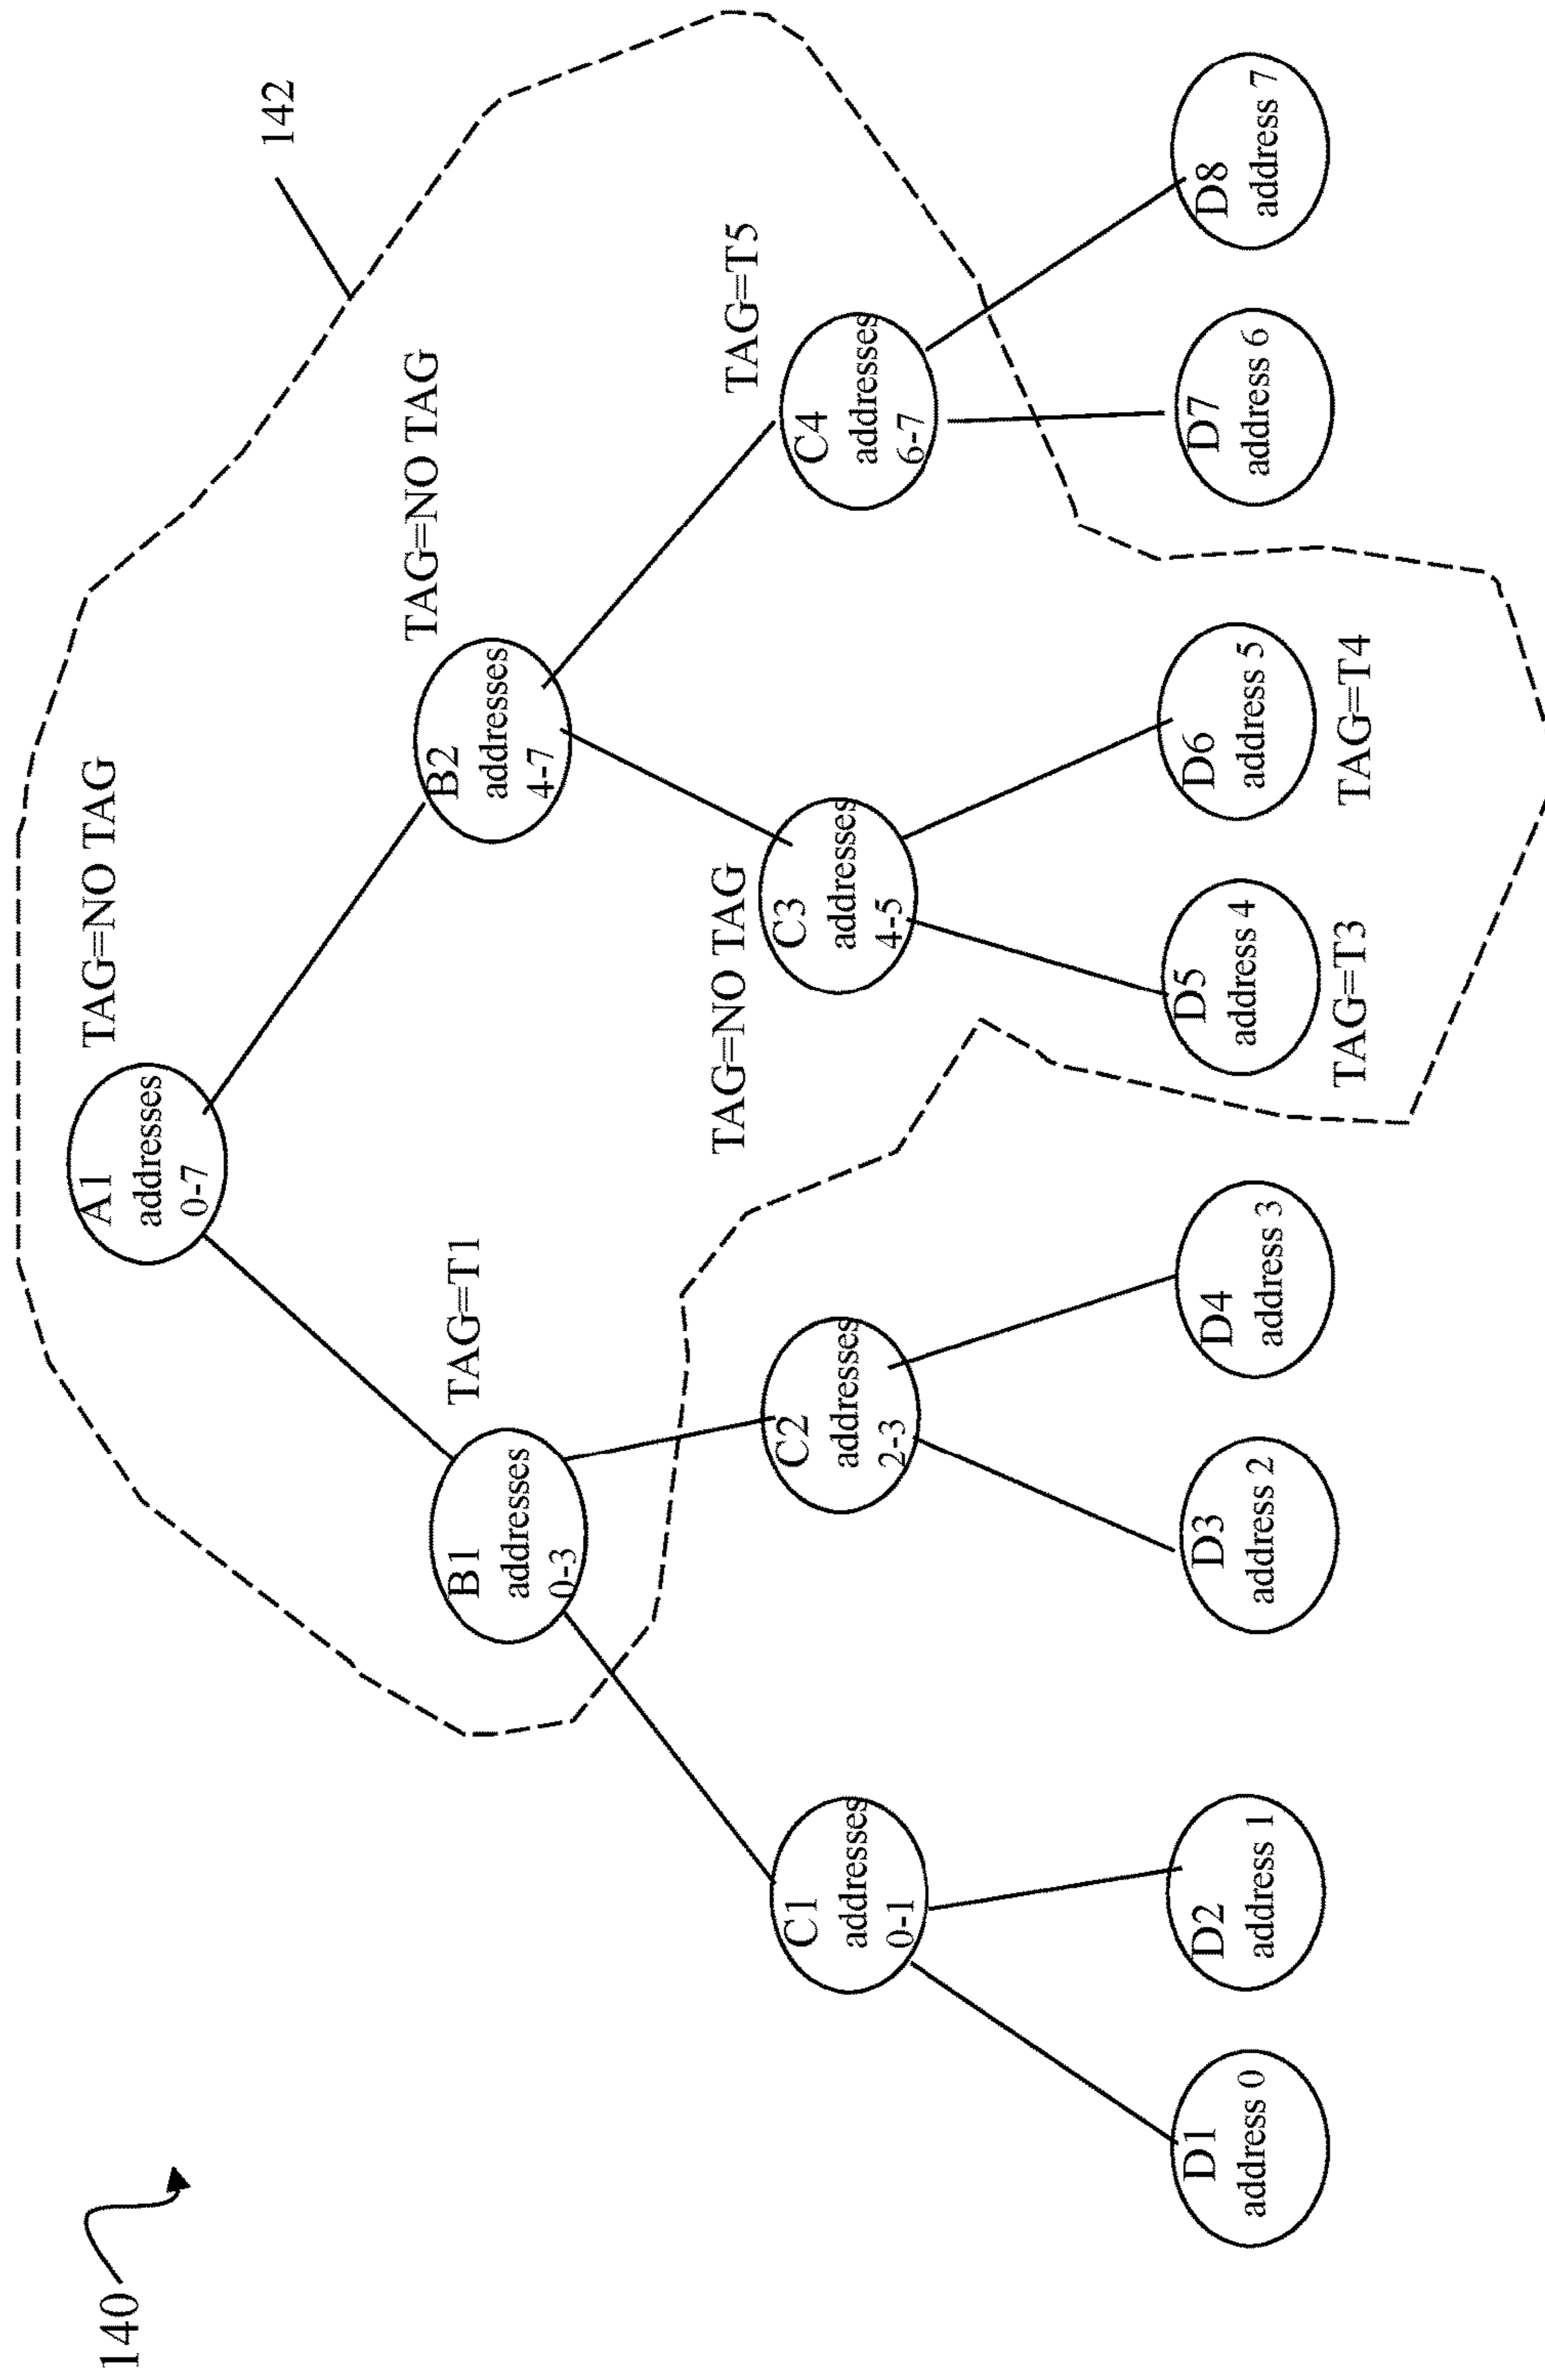 140
142
TAG=NO TAG
A1
addresses
0-7
TAG=T1
TAG=NO TAG
B1
addresses
0-3
B2
addresses
4-7
TAG=NO TAG
TAG=T5
C1
addresses
0-1
C2
addresses
2-3
C3
addresses
4-5
C4
addresses
6-7
D1
address 0
D2
address 1
D3
address 2
D4
address 3
D5
address 4
D6
address 5
D7
address 6
D8
address 7
TAG=T3
TAG=T4